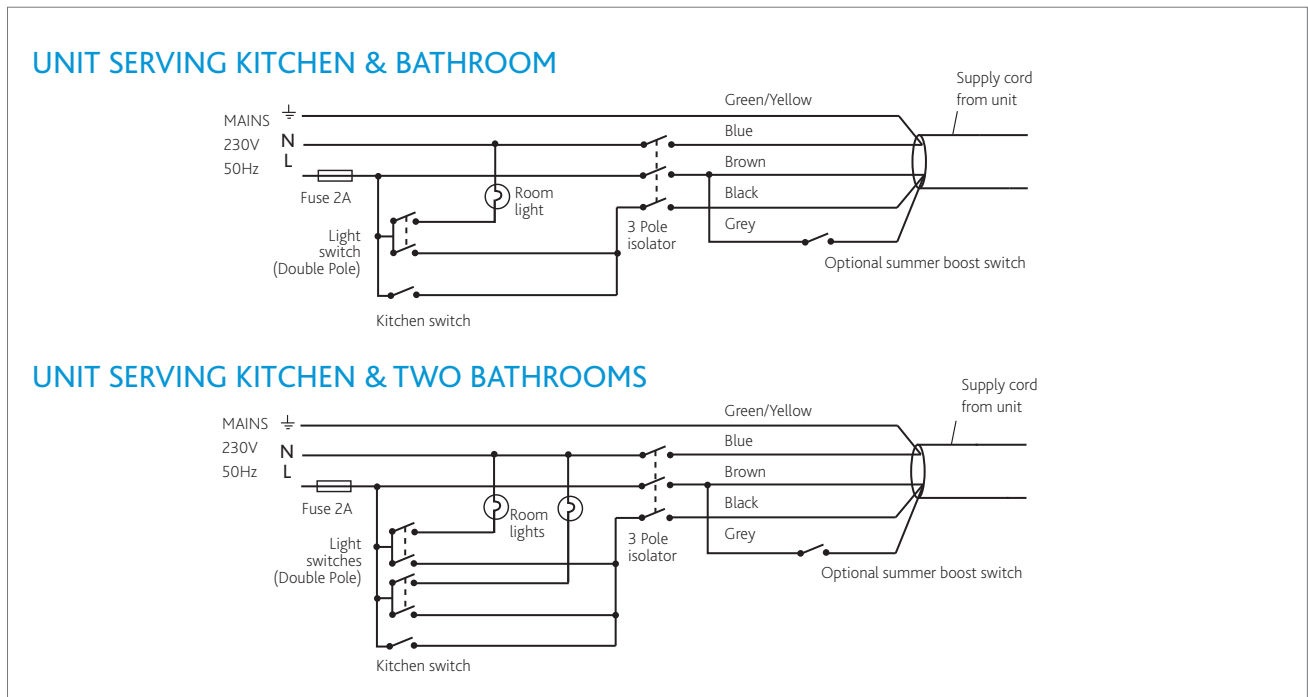 UNIT SERVING KITCHEN & BATHROOM
Supply cord
from unit
MAINS
230V
50Hz
N
L
Fuse 2A
Green/Yellow
Blue
Brown
Black
Grey
Room
light
Light
switch
(Double Pole)
3 Pole
isolator
Optional summer boost switch
Kitchen switch
UNIT SERVING KITCHEN & TWO BATHROOMS
Supply cord
from unit
MAINS
230V
50Hz
N
L
Fuse 2A
Green/Yellow
Blue
Brown
Black
Grey
Room
lights
Light
switches
(Double Pole)
3 Pole
isolator
Optional summer boost switch
Kitchen switch